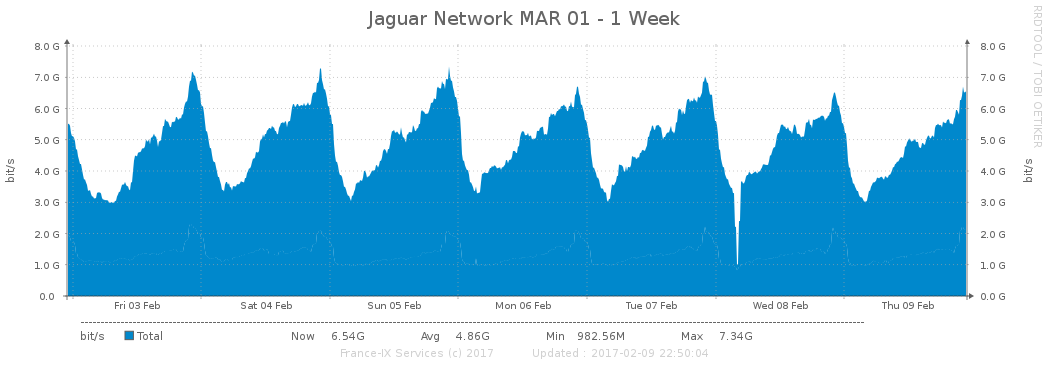 Jaguar Network MAR 01 - 1 Week
RRDTOOL / TOBI OETIKER
8.0 G 8.0 G
7.0 G 7.0 G
6.0 G 6.0 G
5.0 G 5.0 G
4.0 G 4.0 G
3.0 G 3.0 G
2.0 G 2.0 G
1.0 G 1.0 G
0.0 0.0 G
bit/s bit/s
Fri 03 Feb Sat 04 Feb Sun 05 Feb Mon 06 Feb Tue 07 Feb Wed 08 Feb Thu 09 Feb
bit/s Total Now 6.54G Avg 4.86G Min 982.56M Max 7.34G
France-IX Services (c) 2017 Updated : 2017-02-09 22:50:04